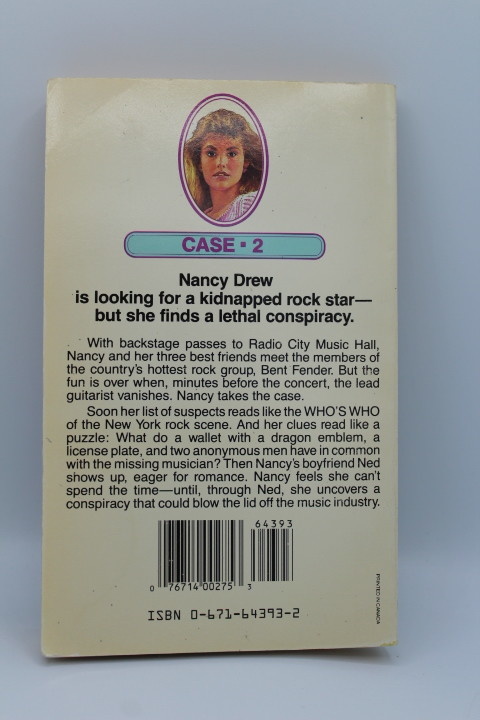 CASE ▪ 2
Nancy Drew
is looking for a kidnapped rock star—
but she finds a lethal conspiracy.
With backstage passes to Radio City Music Hall,
Nancy and her three best friends meet the members of
the country's hottest rock group, Bent Fender. But the
fun is over when, minutes before the concert, the lead
guitarist vanishes. Nancy takes the case.
Soon her list of suspects reads like the WHO'S WHO
of the New York rock scene. And her clues read like a
puzzle: What do a wallet with a dragon emblem, a
license plate, and two anonymous men have in common
with the missing musician? Then Nancy's boyfriend Ned
shows up, eager for romance. Nancy feels she can't
spend the time—until, through Ned, she uncovers a
conspiracy that could blow the lid off the music industry.
64393
0 76714 00275 3
ISBN 0-671-64393-2
PRINTED IN CANADA